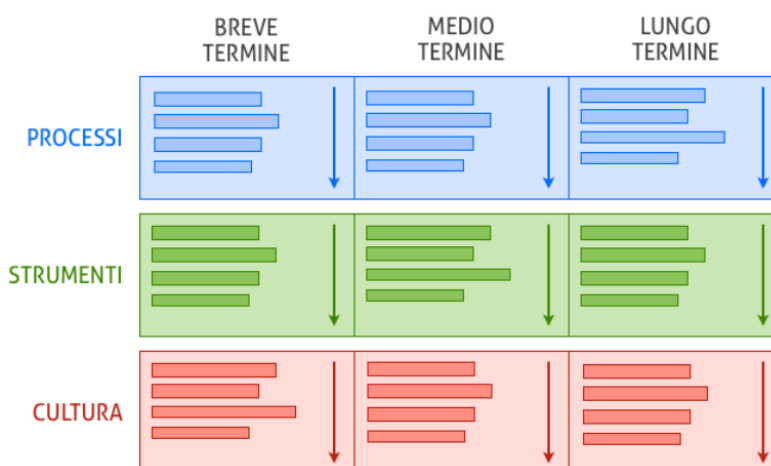 BREVE
TERMINE
MEDIO
TERMINE
LUNGO
TERMINE
PROCESSI
STRUMENTI
CULTURA